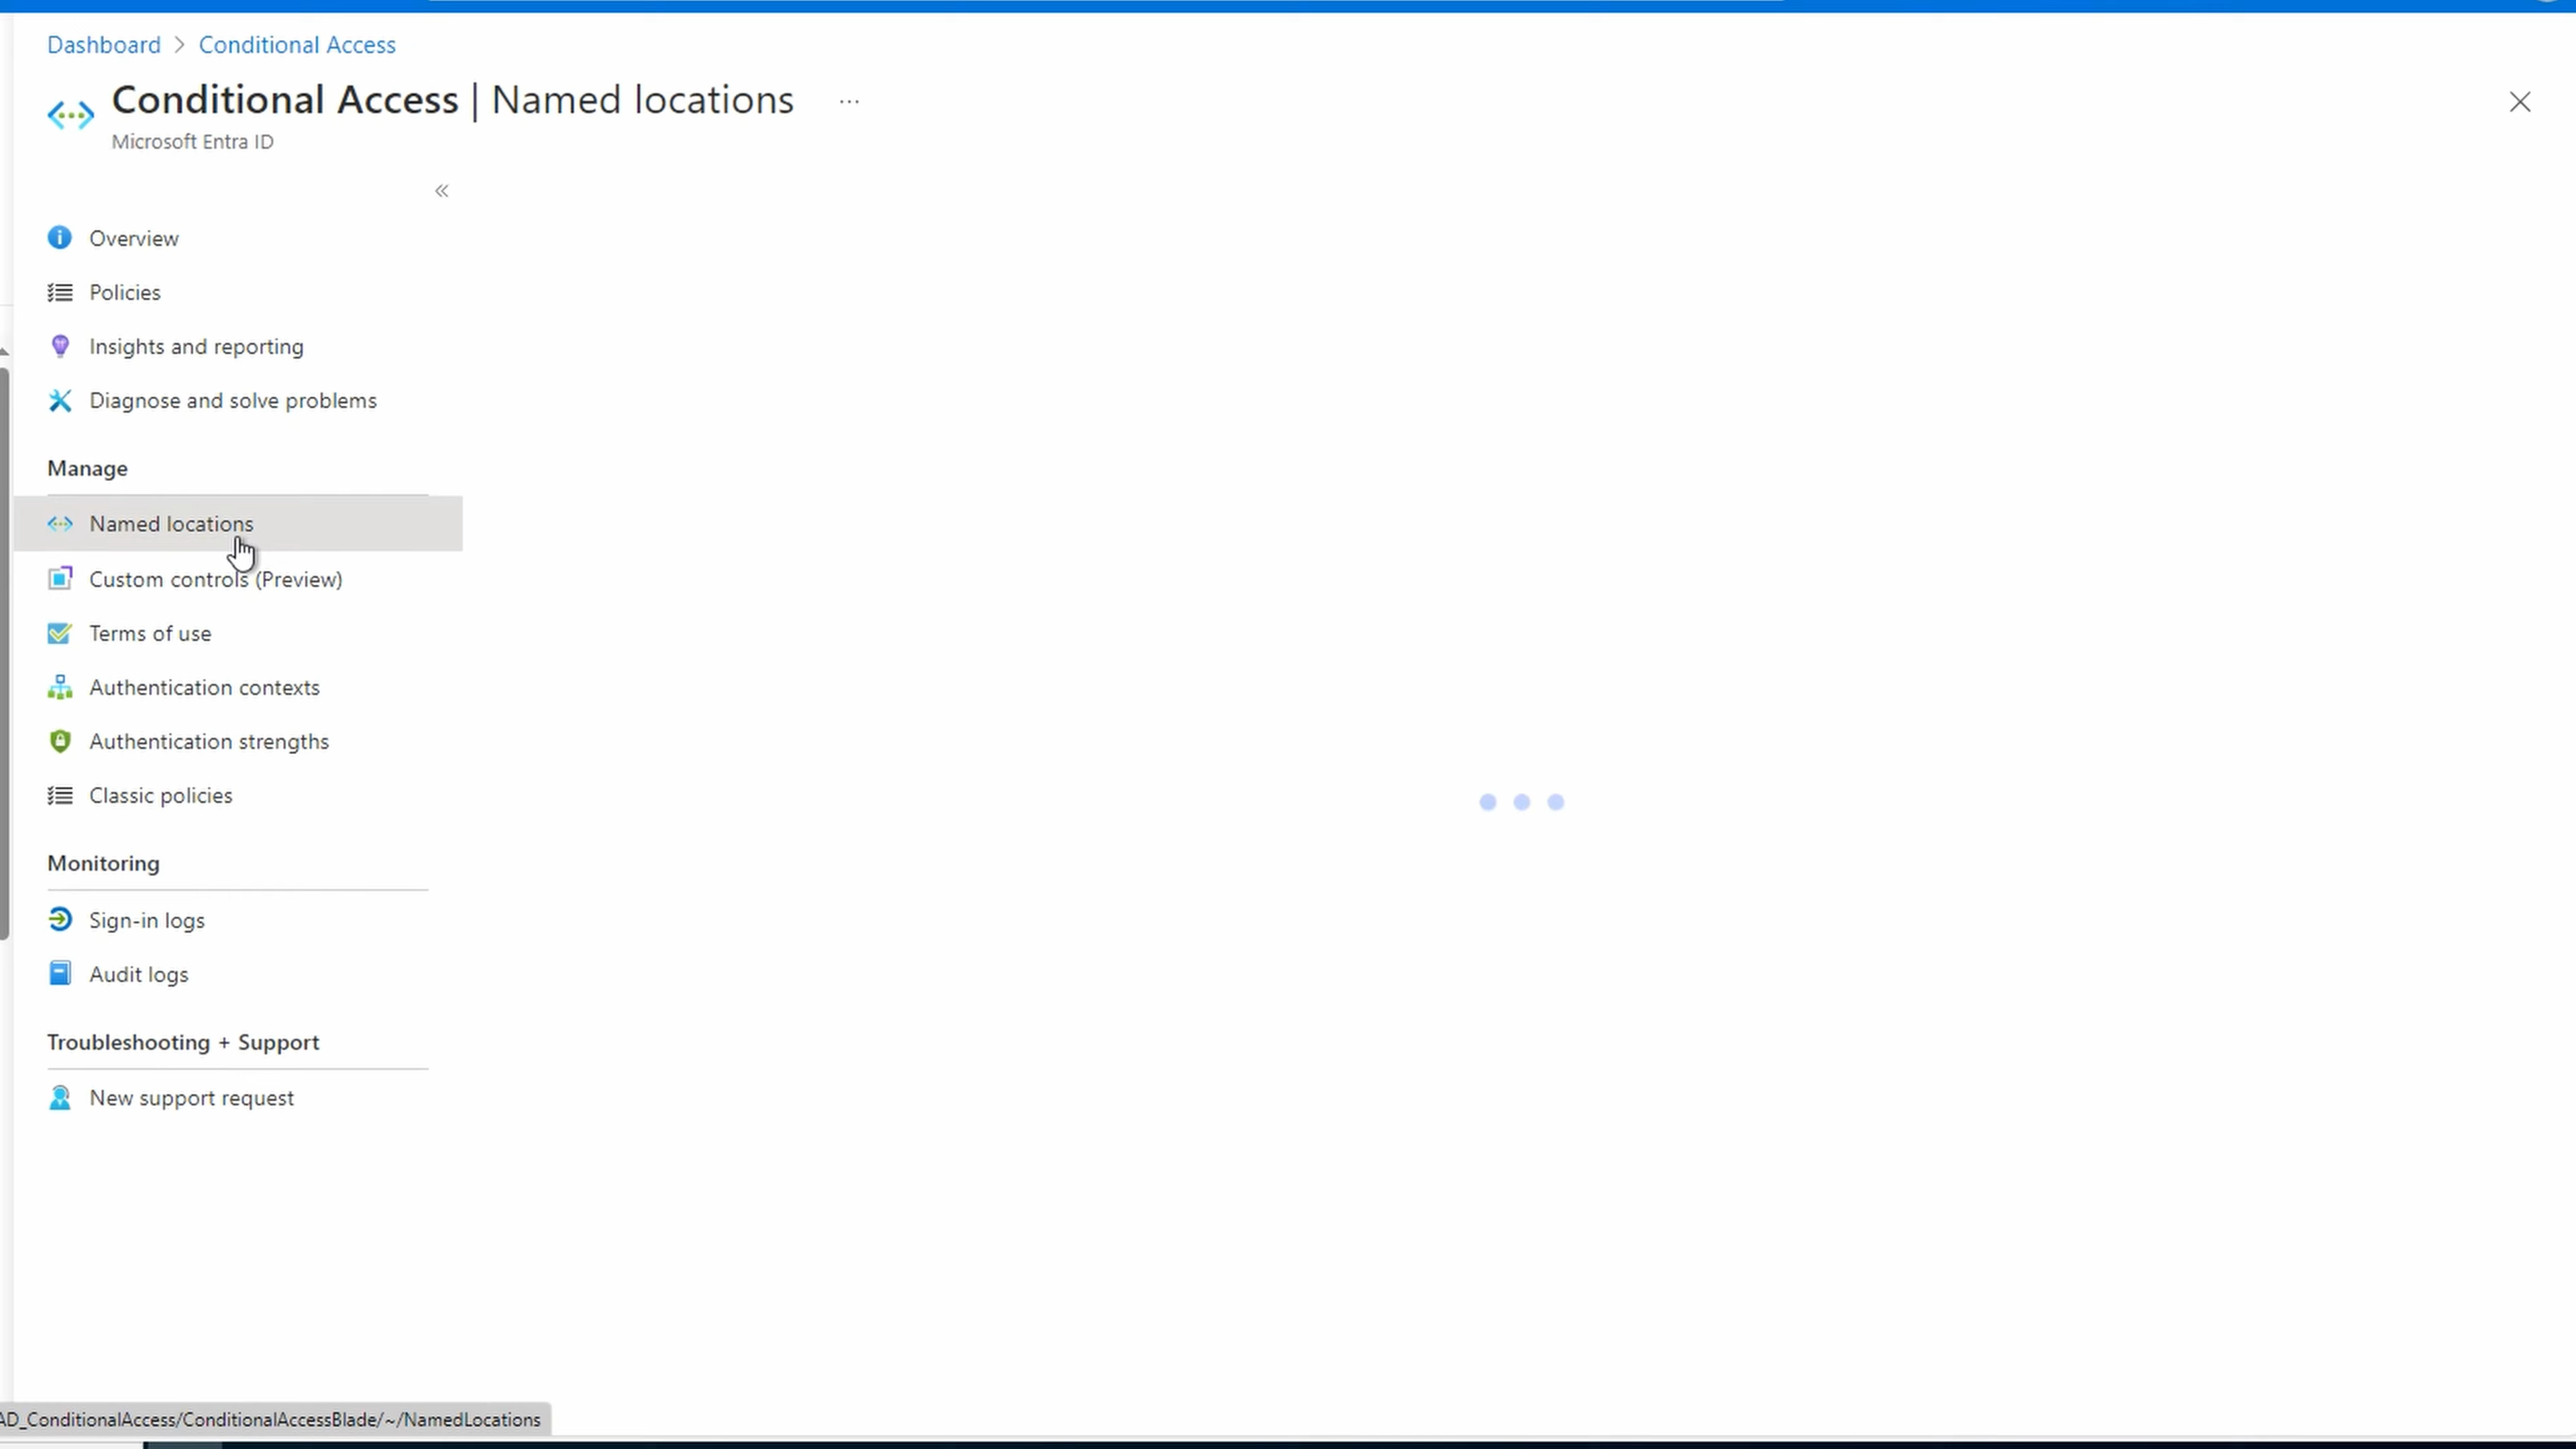 Dashboard > Conditional Access
Conditional Access | Named locations ...
Microsoft Entra ID
«
Overview
Policies
Insights and reporting
Diagnose and solve problems
Manage
Named locations
Custom controls (Preview)
Terms of use
Authentication contexts
Authentication strengths
Classic policies
Monitoring
Sign-in logs
Audit logs
Troubleshooting + Support
New support request
AD_ConditionalAccess/ConditionalAccessBlade/~/NamedLocations